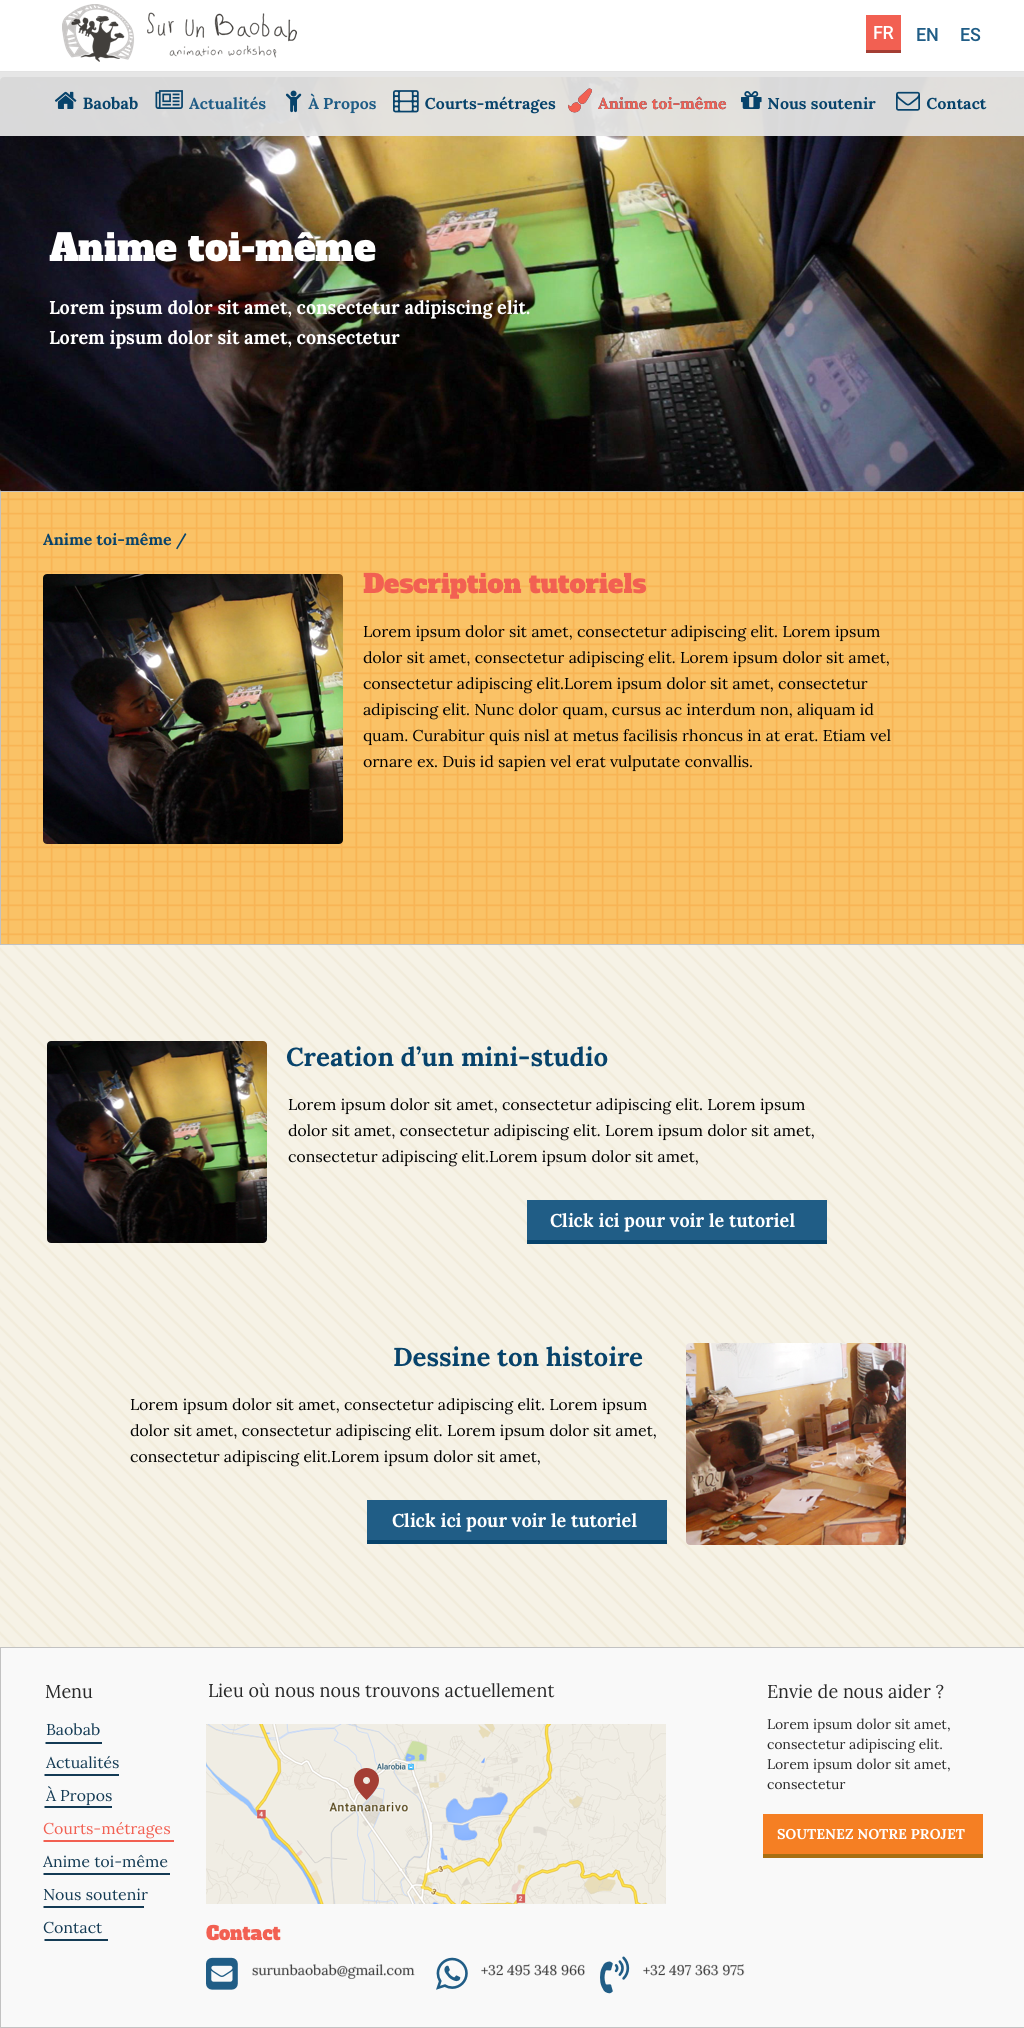 Sur Un Baobab
animation workshop
FR EN ES
Baobab Actualités À Propos Courts-métrages Anime toi-même Nous soutenir Contact
Anime toi-même
Lorem ipsum dolor sit amet, consectetur adipiscing elit.
Lorem ipsum dolor sit amet, consectetur
Anime toi-même /
Description tutoriels
Lorem ipsum dolor sit amet, consectetur adipiscing elit. Lorem ipsum
dolor sit amet, consectetur adipiscing elit. Lorem ipsum dolor sit amet,
consectetur adipiscing elit.Lorem ipsum dolor sit amet, consectetur
adipiscing elit. Nunc dolor quam, cursus ac interdum non, aliquam id
quam. Curabitur quis nisl at metus facilisis rhoncus in at erat. Etiam vel
ornare ex. Duis id sapien vel erat vulputate convallis.
Creation d’un mini-studio
Lorem ipsum dolor sit amet, consectetur adipiscing elit. Lorem ipsum
dolor sit amet, consectetur adipiscing elit. Lorem ipsum dolor sit amet,
consectetur adipiscing elit.Lorem ipsum dolor sit amet,
Click ici pour voir le tutoriel
Dessine ton histoire
Lorem ipsum dolor sit amet, consectetur adipiscing elit. Lorem ipsum
dolor sit amet, consectetur adipiscing elit. Lorem ipsum dolor sit amet,
consectetur adipiscing elit.Lorem ipsum dolor sit amet,
Click ici pour voir le tutoriel
Menu
Baobab
Actualités
À Propos
Courts-métrages
Anime toi-même
Nous soutenir
Contact
Lieu où nous nous trouvons actuellement
Alarobia
Antananarivo
4
3
3
2
Contact
surunbaobab@gmail.com
+32 495 348 966
+32 497 363 975
Envie de nous aider ?
Lorem ipsum dolor sit amet,
consectetur adipiscing elit.
Lorem ipsum dolor sit amet,
consectetur
SOUTENEZ NOTRE PROJET